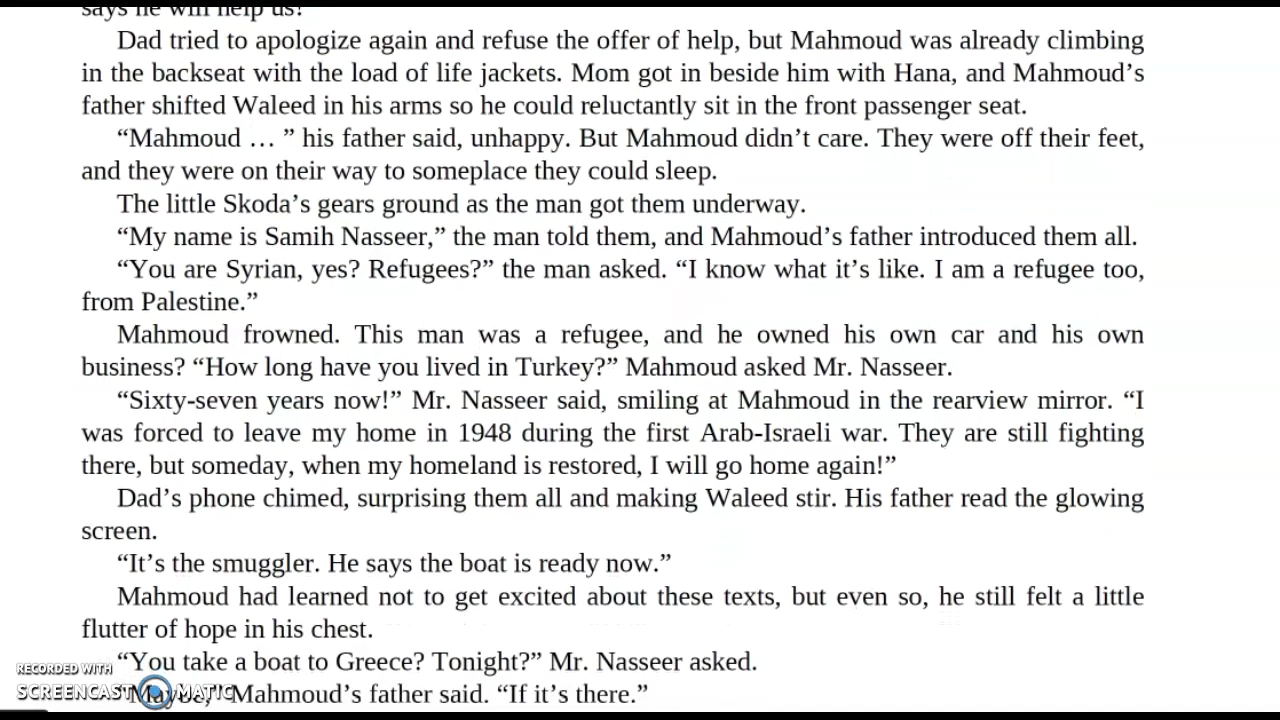 says he will help us!
Dad tried to apologize again and refuse the offer of help, but Mahmoud was already climbing
in the backseat with the load of life jackets. Mom got in beside him with Hana, and Mahmoud’s
father shifted Waleed in his arms so he could reluctantly sit in the front passenger seat.
“Mahmoud … ” his father said, unhappy. But Mahmoud didn’t care. They were off their feet,
and they were on their way to someplace they could sleep.
The little Skoda’s gears ground as the man got them underway.
“My name is Samih Nasseer,” the man told them, and Mahmoud’s father introduced them all.
“You are Syrian, yes? Refugees?” the man asked. “I know what it’s like. I am a refugee too,
from Palestine.”
Mahmoud frowned. This man was a refugee, and he owned his own car and his own
business? “How long have you lived in Turkey?” Mahmoud asked Mr. Nasseer.
“Sixty-seven years now!” Mr. Nasseer said, smiling at Mahmoud in the rearview mirror. “I
was forced to leave my home in 1948 during the first Arab-Israeli war. They are still fighting
there, but someday, when my homeland is restored, I will go home again!”
Dad’s phone chimed, surprising them all and making Waleed stir. His father read the glowing
screen.
“It’s the smuggler. He says the boat is ready now.”
Mahmoud had learned not to get excited about these texts, but even so, he still felt a little
flutter of hope in his chest.
“You take a boat to Greece? Tonight?” Mr. Nasseer asked.
“Maybe,” Mahmoud’s father said. “If it’s there.”
RECORDED WITH
SCREENCAST MATIC